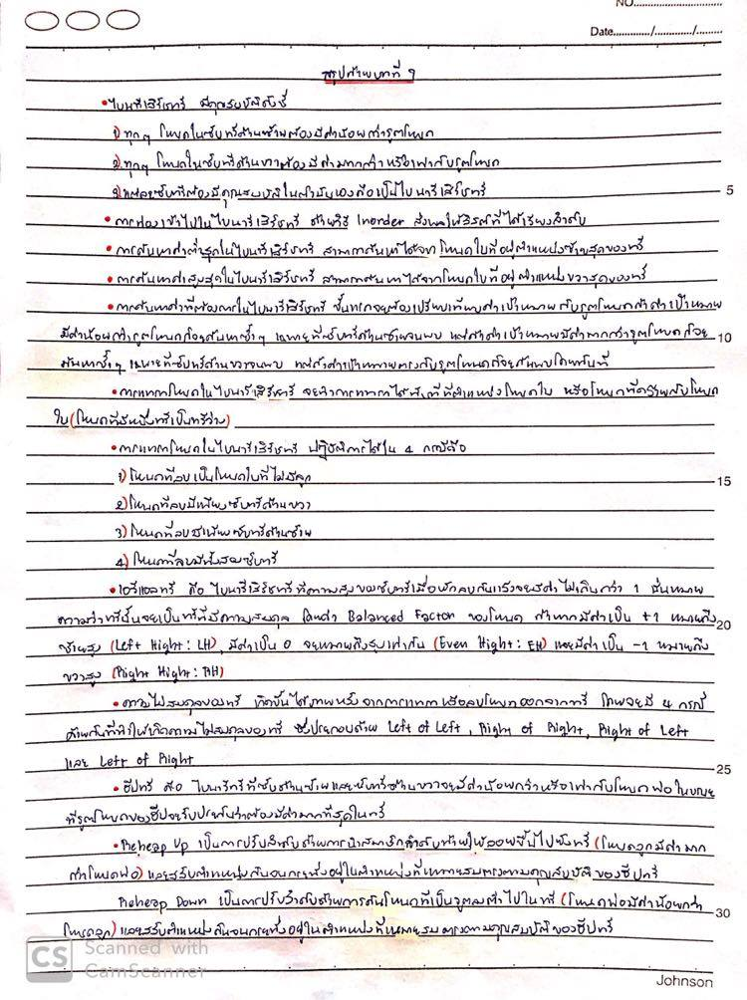 NO.
Date............/............/........
สรุปท้ายบทที่ 9
•ไบนารีเสิร์ชทรี มีคุณสมบัติดังนี้
1) ทุกๆ โหนดในซับทรีด้านซ้ายต้องมีค่าน้อยกว่ารูตโหนด
2) ทุกๆ โหนดในซับทรีด้านขวาต้องมีค่ามากกว่าหรือเท่ากับรูตโหนด
3) แต่ละซับทรีต้องมีคุณสมบัติในตัวมันเองคือเป็นไบนารีเสิร์ชทรี
5
• การท่องเข้าไปในไบนารีเสิร์ชทรี ด้วยวิธี Inorder ส่งผลให้ลิสต์ที่ได้เรียงลำดับ
• การค้นหาค่าต่ำสุดในไบนารีเสิร์ชทรี สามารถค้นหาได้จากโหนดใบที่อยู่ตำแหน่งซ้ายสุดของทรี
• การค้นหาค่าสูงสุดในไบนารีเสิร์ชทรี สามารถค้นหาได้จากโหนดใบที่อยู่ตำแหน่งขวาสุดของทรี
• การค้นหาค่าที่ต้องการในไบนารีเสิร์ชทรี ขั้นแรกจะต้องเปรียบเทียบค่าเป้าหมายกับรูตโหนดถ้าค่าเป้าหมาย
มีค่าน้อยกว่ารูตโหนดก็จะค้นหาซ้ำๆ เฉพาะที่ซับทรีด้านซ้ายจนพบ แต่ถ้าค่าเป้าหมายมีค่ามากกว่ารูตโหนดก็จะ
10
ค้นหาซ้ำๆ เฉพาะที่ซับทรีด้านขวาจนพบ แต่ถ้าค่าเป้าหมายตรงกับรูตโหนดก็จะค้นพบโดยทันที
•การแทรกโหนดในไบนารีเสิร์ชทรี จะทำการแทรกได้ที่ตำแหน่งโหนดใบ หรือโหนดที่คล้ายกับโหนด
ใบ(โหนดที่มีหนึ่งทรีเป็นทรีว่าง)
•การแทรกโหนดในไบนารีเสิร์ชทรี ปฏิบัติการได้ใน 4 กรณีคือ
1) โหนดที่ลบเป็นโหนดใบที่ไม่มีลูก
15
2) โหนดที่ลบมีเพียงซับทรีด้านขวา
3) โหนดที่ลบมีเพียงซับทรีด้านซ้าย
4) โหนดที่ลบมีทั้งสองซับทรี
•เอวีแอลทรี คือ ไบนารีเสิร์ชทรีที่ความสูงของซับทรีเมื่อหักลบกันแล้วจะมีค่าไม่เกินกว่า 1 นั่นหมาย
ความว่าทรีนั้นจะเป็นทรีที่มีความสมดุล Balanced Factor ของโหนด ถ้าหากมีค่าเป็น +1 หมายถึง
20
ซ้ายสูง (Left Hight : LH), มีค่าเป็น 0 จะหมายถึงสูงเท่ากัน (Even Hight : EH) และมีค่าเป็น -1 หมายถึง
ขวาสูง (Right Hight : RH)
•ความไม่สมดุลของทรี เกิดขึ้นได้ภายหลังจากการแทรกหรือลบโหนดออกจากทรี โดยจะมี 4 กรณี
ด้วยกันที่ทำให้เกิดความไม่สมดุลของทรี ซึ่งประกอบด้วย Left of Left , Right of Right, Right of Left
และ Left of Right
25
• ฮีปทรี คือ ไบนารีทรีที่ซับด้านซ้ายและซับทรีด้านขวาจะมีค่าน้อยกว่าหรือเท่ากับโหนดพ่อ ในขณะ
ที่รูตโหนดของฮีปจะรับประกันว่าต้องมีค่ามากที่สุดในทรี
•Reheap Up เป็นการปรับลำดับด้วยการนำสมาชิกลำดับท้ายให้ลอยขึ้นไปยังทรี (โหนดลูกมีค่ามาก
กว่าโหนดพ่อ) และสลับตำแหน่งกันจนกระทั่งอยู่ในตำแหน่งที่เหมาะสมตรงตามคุณสมบัติของฮีปทรี
Reheap Down เป็นการปรับลำดับด้วยการดันโหนดที่เป็นรูตลงต่ำไปในทรี (โหนดพ่อมีค่าน้อยกว่า
30
โหนดลูก) และสลับตำแหน่งกันจนกระทั่งอยู่ในตำแหน่งที่เหมาะสมตรงตามคุณสมบัติของฮีปทรี
CS Scanned with
CamScanner
Johnson